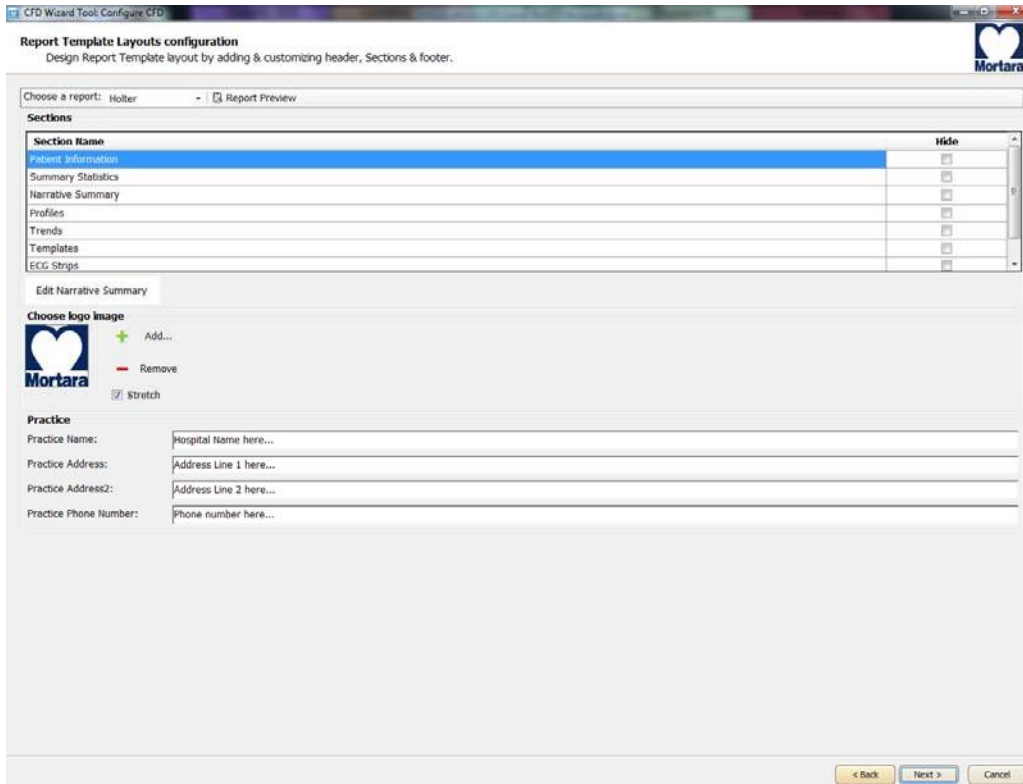 CFD Wizard Tool: Configure CFD
Report Template Layouts configuration
Design Report Template layout by adding & customizing header, Sections & footer.
Mortara
Choose a report: Holter Report Preview
Sections
Section Name Hide
Patient Information
Summary Statistics
Narrative Summary
Profiles
Trends
Templates
ECG Strips
Edit Narrative Summary
Choose logo image
Mortara
Add...
Remove
Stretch
Practice
Practice Name: Hospital Name here...
Practice Address: Address Line 1 here...
Practice Address2: Address Line 2 here...
Practice Phone Number: Phone number here...
< Back Next > Cancel